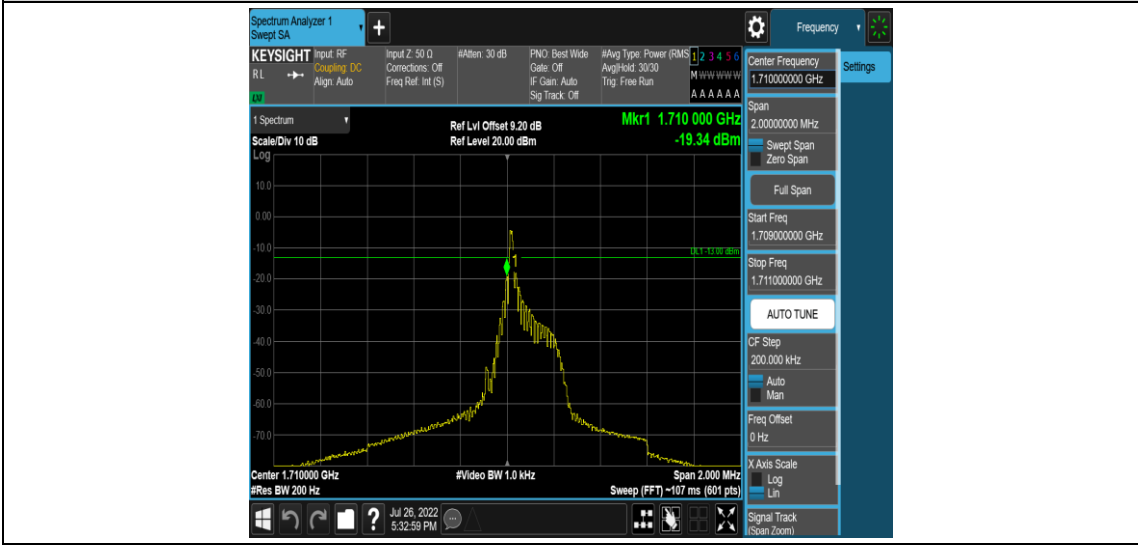 Spectrum Analyzer 1
Swept SA
+
Frequency
KEYSIGHT
RL
LXI
Input: RF
Coupling: DC
Align: Auto
Input Z: 50 Ω
Corrections: Off
Freq Ref: Int (S)
#Atten: 30 dB
PNO: Best Wide
Gate: Off
IF Gain: Auto
Sig Track: Off
#Avg Type: Power (RMS
Avg|Hold: 30/30
Trig: Free Run
1 2 3 4 5 6
M W W W W W
A A A A A A
1 Spectrum
Scale/Div 10 dB
Log
Ref Lvl Offset 9.20 dB
Ref Level 20.00 dBm
Mkr1 1.710 000 GHz
-19.34 dBm
10.0
0.00
-10.0
-20.0
-30.0
-40.0
-50.0
-60.0
-70.0
DL1 -13.00 dBm
1
Center 1.710000 GHz
#Res BW 200 Hz
#Video BW 1.0 kHz
Span 2.000 MHz
Sweep (FFT) ~107 ms (601 pts)
Center Frequency
1.710000000 GHz
Span
2.00000000 MHz
Swept Span
Zero Span
Full Span
Start Freq
1.709000000 GHz
Stop Freq
1.711000000 GHz
AUTO TUNE
CF Step
200.000 kHz
Auto
Man
Freq Offset
0 Hz
X Axis Scale
Log
Lin
Signal Track
(Span Zoom)
Settings
?
Jul 26, 2022
5:32:59 PM